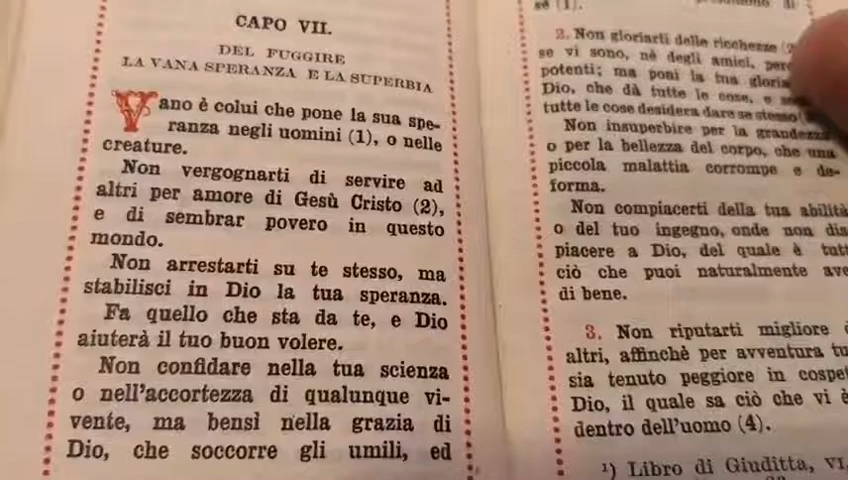 CAPO VII.
DEL FUGGIRE
LA VANA SPERANZA E LA SUPERBIA
Vano è colui che pone la sua spe-
ranza negli uomini (1), o nelle
creature.
Non vergognarti di servire ad
altri per amore di Gesù Cristo (2),
e di sembrar povero in questo
mondo.
Non arrestarti su te stesso, ma
stabilisci in Dio la tua speranza.
Fa quello che sta da te, e Dio
aiuterà il tuo buon volere.
Non confidare nella tua scienza
o nell'accortezza di qualunque vi-
vente, ma bensì nella grazia di
Dio, che soccorre gli umili, ed
sè (1).
2. Non gloriarti delle ricchezze
se vi sono, nè degli amici,
potenti; ma poni la tua
Dio, che dà tutte le cose, e
tutte le cose desidera dare se stesso
Non insuperbire per la
o per la bellezza del corpo, che una
piccola malattia corrompe e de-
forma.
Non compiacerti della tua abilità
o del tuo ingegno, onde non
piacere a Dio, del quale è
ciò che puoi naturalmente
di bene.
3. Non riputarti migliore
altri, affinchè per avventura
sia tenuto peggiore in
Dio, il quale sa ciò che vi è
dentro dell'uomo (4).
¹) Libro di Giuditta, VI,